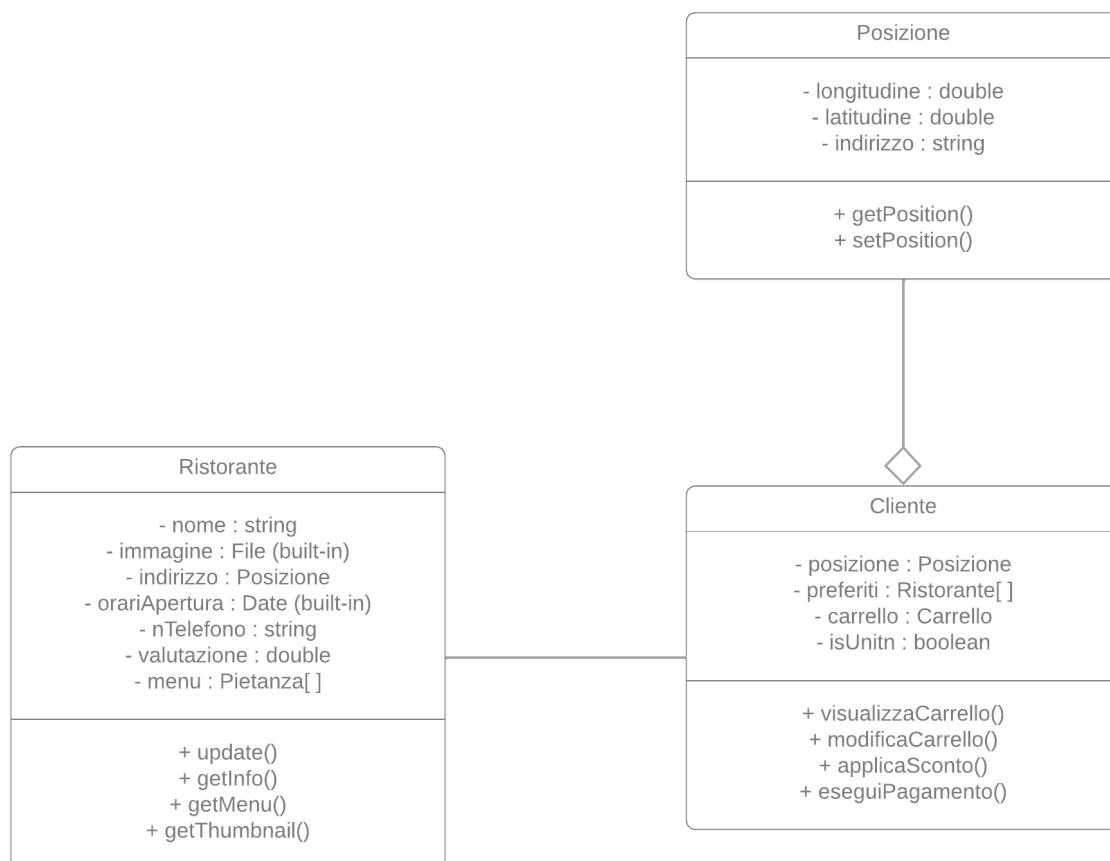 Posizione
- longitudine : double
- latitudine : double
- indirizzo : string
+ getPosition()
+ setPosition()
Ristorante
- nome : string
- immagine : File (built-in)
- indirizzo : Posizione
- orariApertura : Date (built-in)
- nTelefono : string
- valutazione : double
- menu : Pietanza[ ]
+ update()
+ getInfo()
+ getMenu()
+ getThumbnail()
Cliente
- posizione : Posizione
- preferiti : Ristorante[ ]
- carrello : Carrello
- isUnitn : boolean
+ visualizzaCarrello()
+ modificaCarrello()
+ applicaSconto()
+ eseguiPagamento()